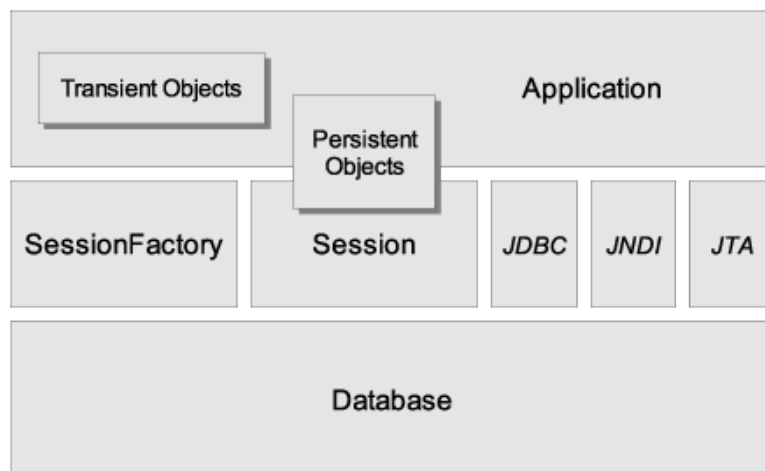 Transient Objects
Application
Persistent
Objects
SessionFactory
Session
JDBC
JNDI
JTA
Database